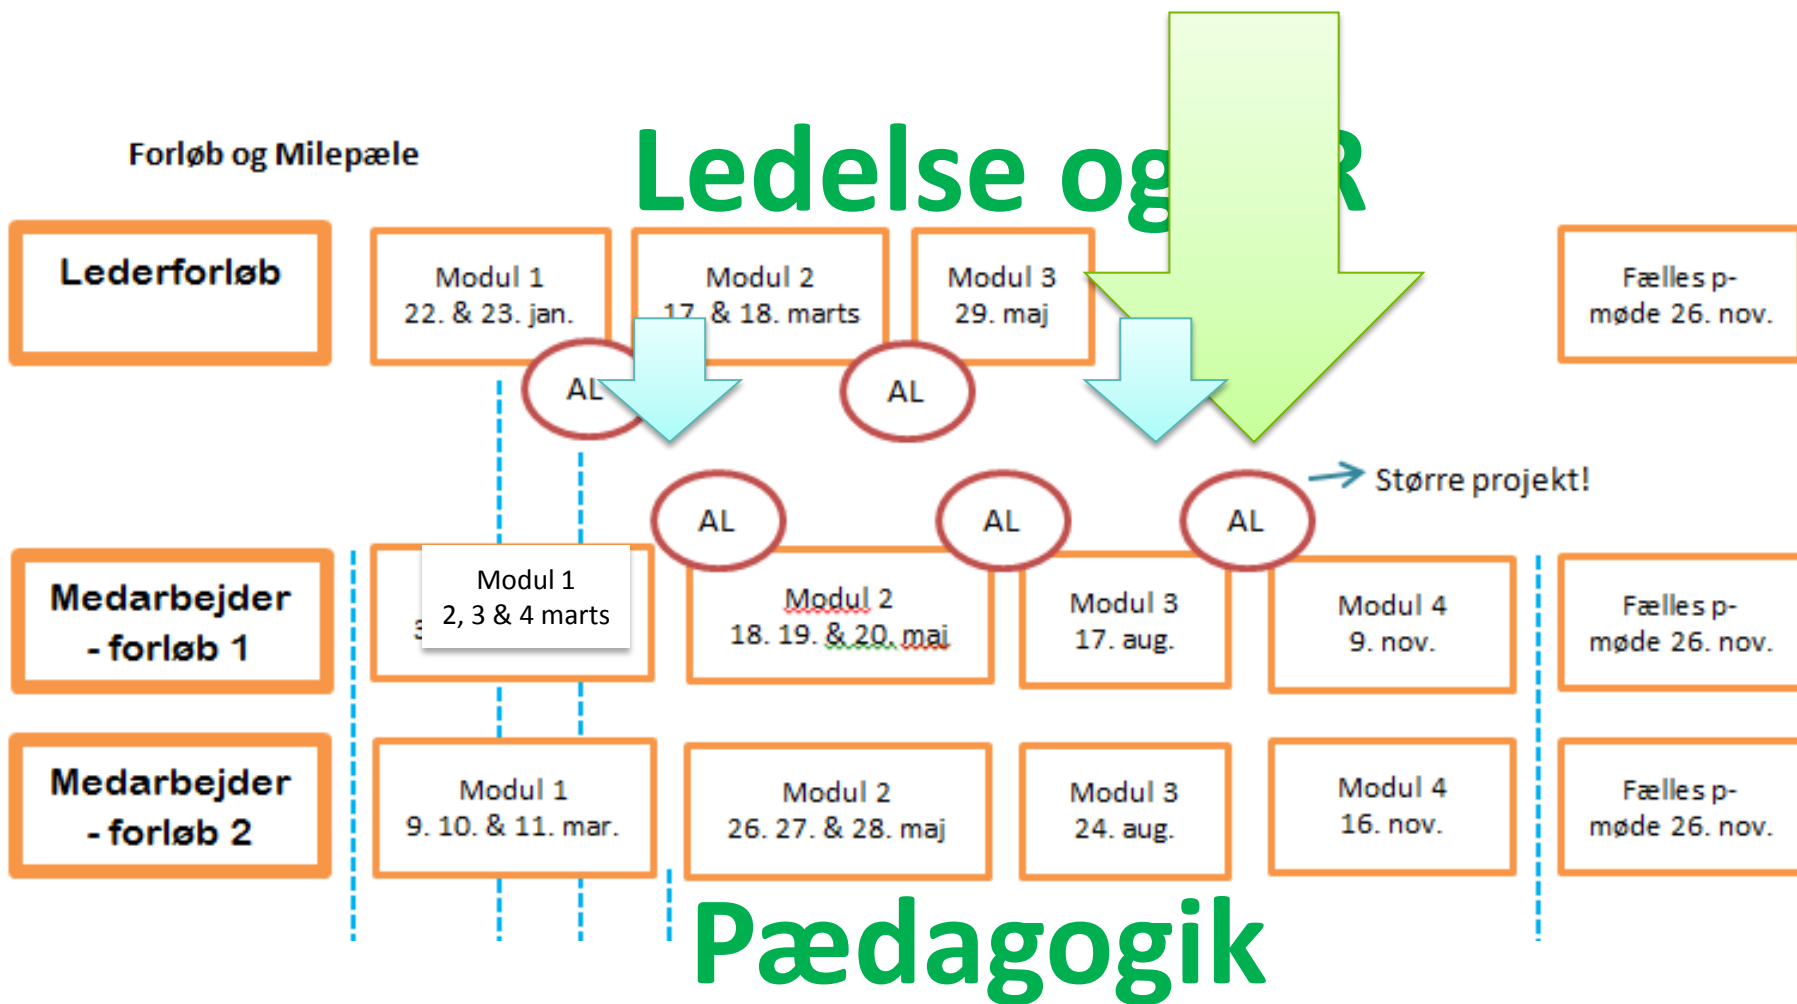 Forløb og Milepæle
Ledelse og
Lederforløb
Modul 1
22. & 23. jan.
Modul 2
17. & 18. marts
Modul 3
29. maj
Fælles p-
møde 26. nov.
AL
AL
Større projekt!
AL
AL
AL
Medarbejder
- forløb 1
Modul 1
2, 3 & 4 marts
Modul 2
18. 19. & 20. maj
Modul 3
17. aug.
Modul 4
9. nov.
Fælles p-
møde 26. nov.
Medarbejder
- forløb 2
Modul 1
9. 10. & 11. mar.
Modul 2
26. 27. & 28. maj
Modul 3
24. aug.
Modul 4
16. nov.
Fælles p-
møde 26. nov.
Pædagogik